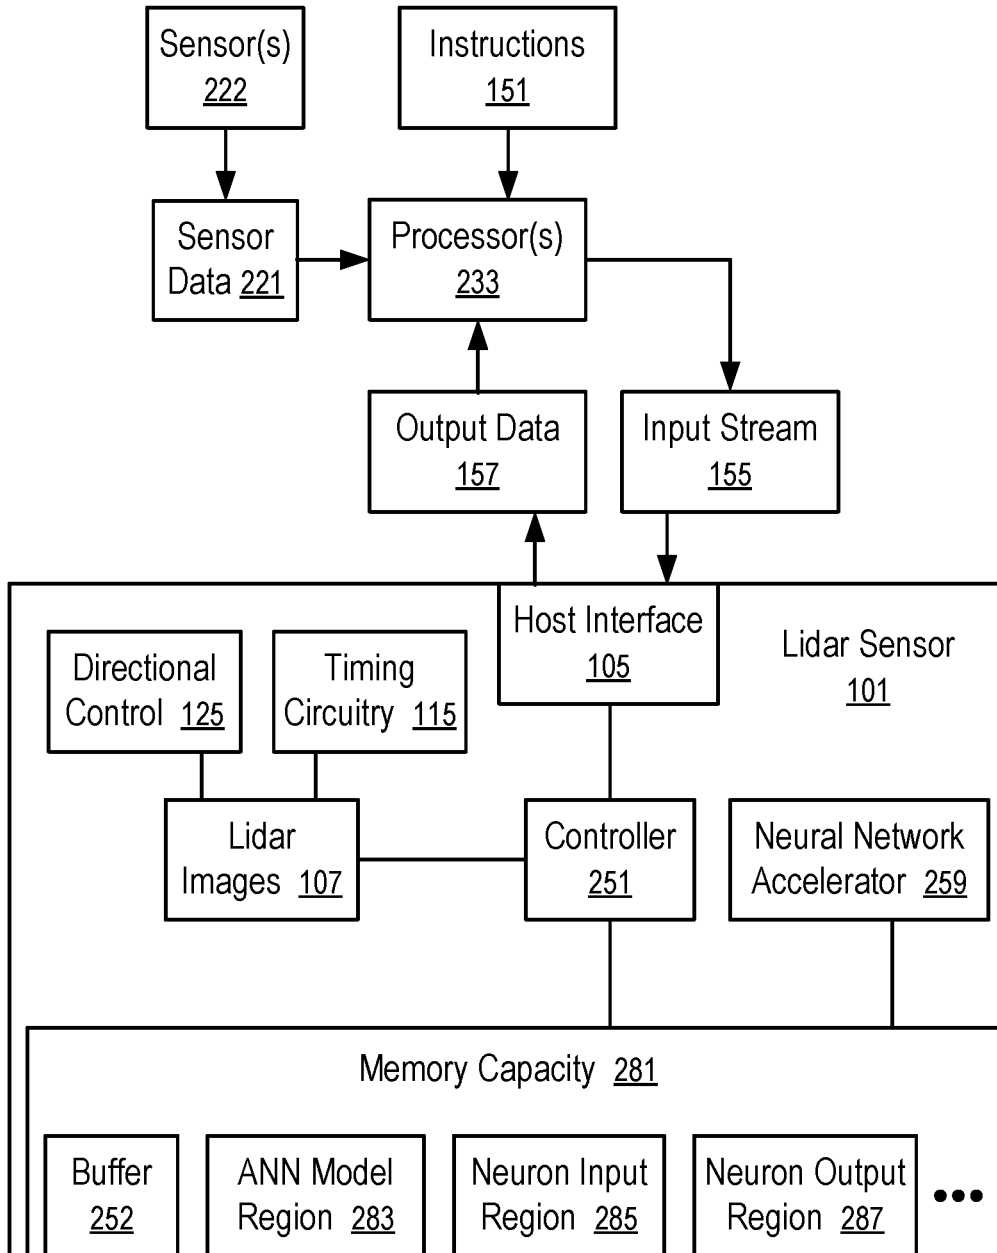 Sensor(s)
222
Instructions
151
Sensor
Data 221
Processor(s)
233
Output Data
157
Input Stream
155
Host Interface
105
Lidar Sensor
101
Directional
Control 125
Timing
Circuitry 115
Lidar
Images 107
Controller
251
Neural Network
Accelerator 259
Memory Capacity 281
Buffer
252
ANN Model
Region 283
Neuron Input
Region 285
Neuron Output
Region 287
•••